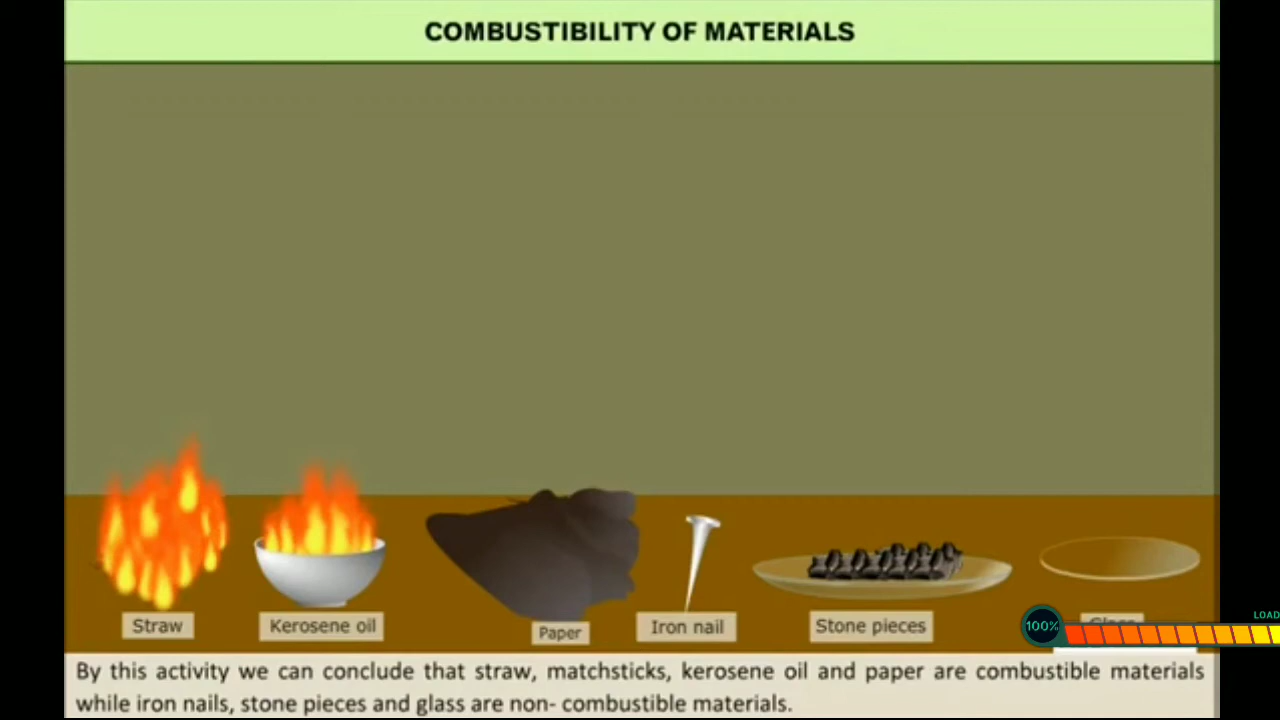 COMBUSTIBILITY OF MATERIALS
Straw
Kerosene oil
Paper
Iron nail
Stone pieces
100%
LOAD
By this activity we can conclude that straw, matchsticks, kerosene oil and paper are combustible materials
while iron nails, stone pieces and glass are non- combustible materials.